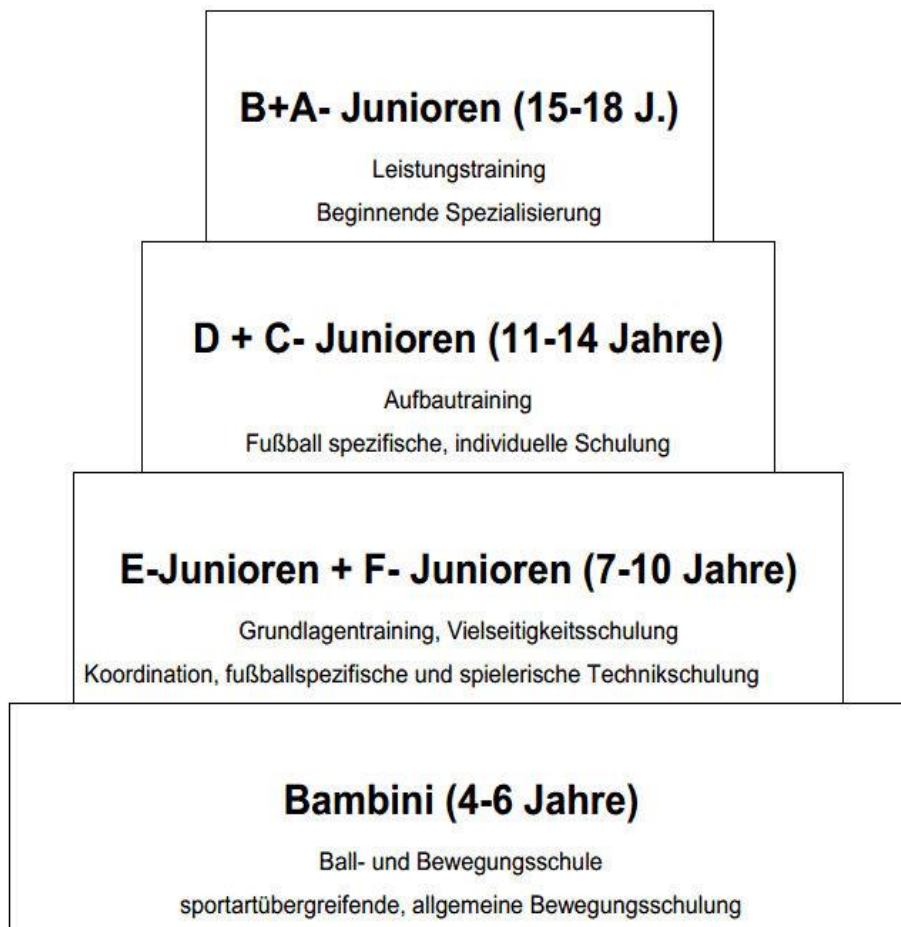 B+A- Junioren (15-18 J.)
Leistungstraining
Beginnende Spezialisierung
D + C- Junioren (11-14 Jahre)
Aufbautraining
Fußball spezifische, individuelle Schulung
E-Junioren + F- Junioren (7-10 Jahre)
Grundlagentraining, Vielseitigkeitsschulung
Koordination, fußballspezifische und spielerische Technikschulung
Bambini (4-6 Jahre)
Ball- und Bewegungsschule
sportartübergreifende, allgemeine Bewegungsschulung